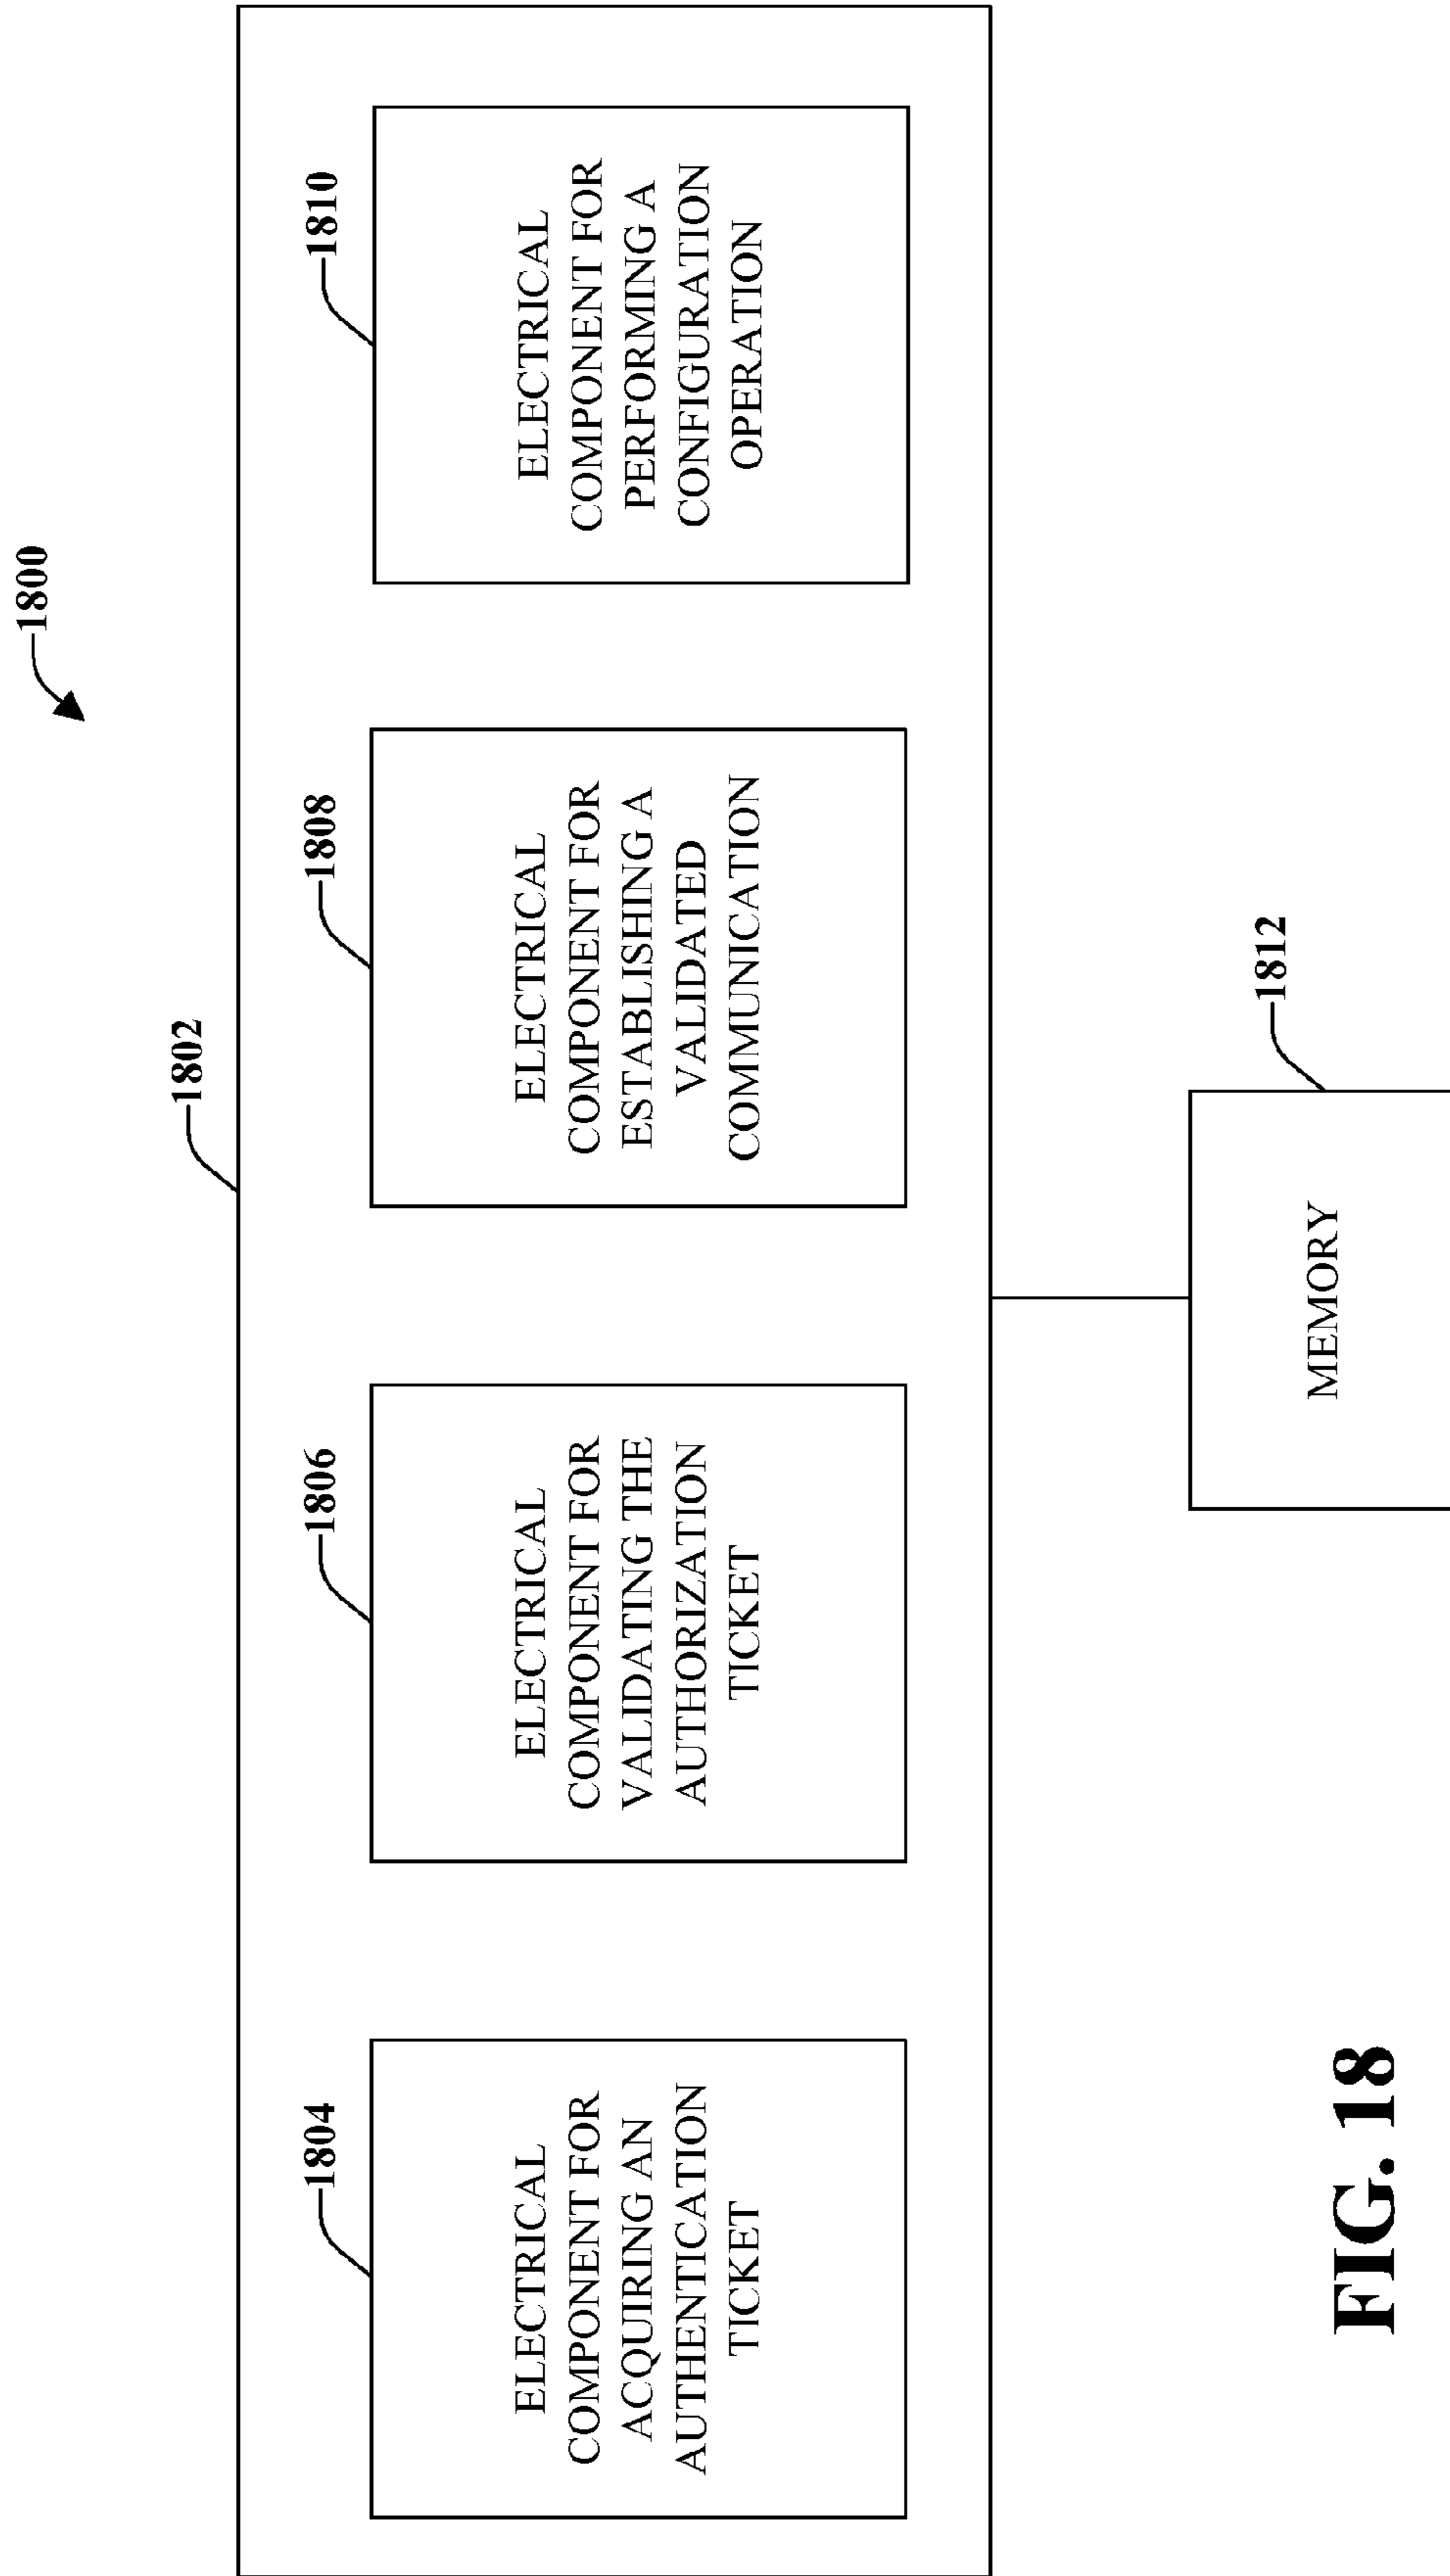 1800
1802
1804
ELECTRICAL
COMPONENT FOR
ACQUIRING AN
AUTHENTICATION
TICKET
1806
ELECTRICAL
COMPONENT FOR
VALIDATING THE
AUTHORIZATION
TICKET
1808
ELECTRICAL
COMPONENT FOR
ESTABLISHING A
VALIDATED
COMMUNICATION
1810
ELECTRICAL
COMPONENT FOR
PERFORMING A
CONFIGURATION
OPERATION
1812
MEMORY
FIG. 18